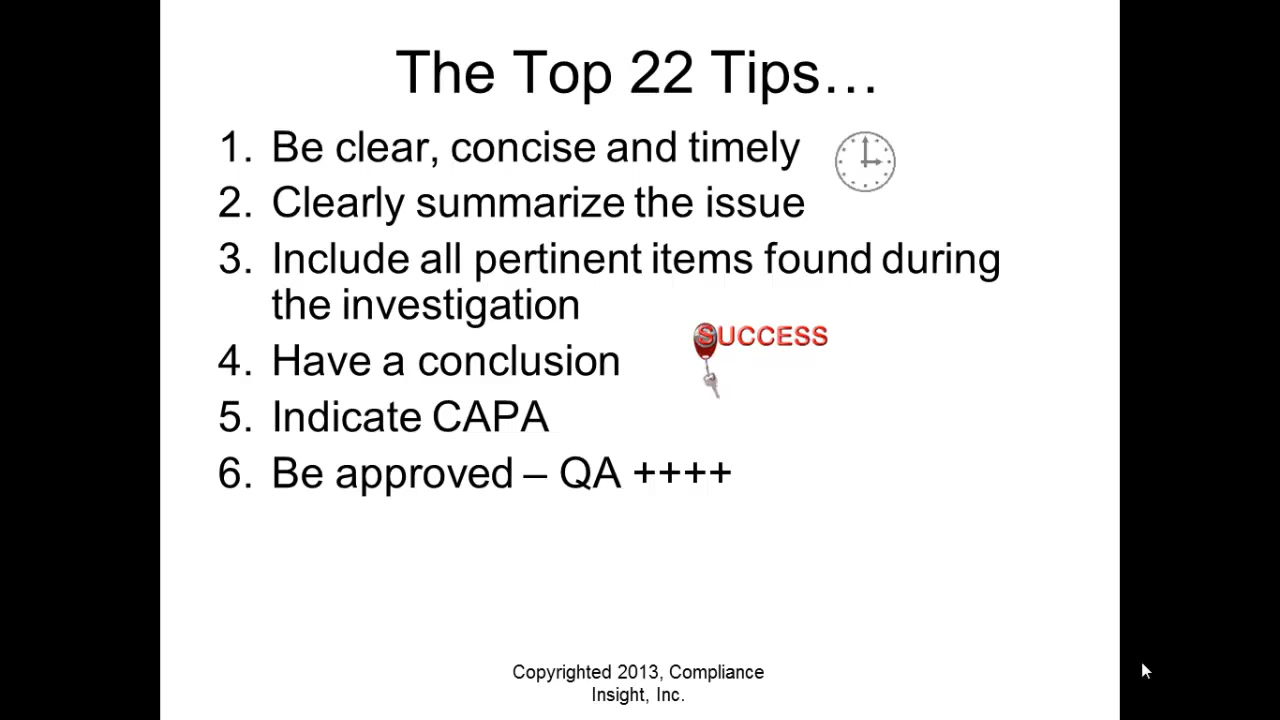 The Top 22 Tips…
1. Be clear, concise and timely
2. Clearly summarize the issue
3. Include all pertinent items found during
the investigation
SUCCESS
4. Have a conclusion
5. Indicate CAPA
6. Be approved – QA ++++
Copyrighted 2013, Compliance
Insight, Inc.